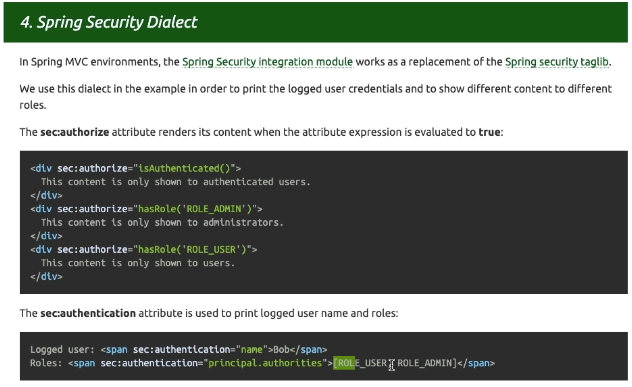 4. Spring Security Dialect
In Spring MVC environments, the Spring Security integration module works as a replacement of the Spring security taglib.
We use this dialect in the example in order to print the logged user credentials and to show different content to different
roles.
The sec:authorize attribute renders its content when the attribute expression is evaluated to true:
<div sec:authorize="isAuthenticated()">
  This content is only shown to authenticated users.
</div>
<div sec:authorize="hasRole('ROLE_ADMIN')">
  This content is only shown to administrators.
</div>
<div sec:authorize="hasRole('ROLE_USER')">
  This content is only shown to users.
</div>
The sec:authentication attribute is used to print logged user name and roles:
Logged user: <span sec:authentication="name">Bob</span>
Roles: <span sec:authentication="principal.authorities">[ROLE_USER, ROLE_ADMIN]</span>